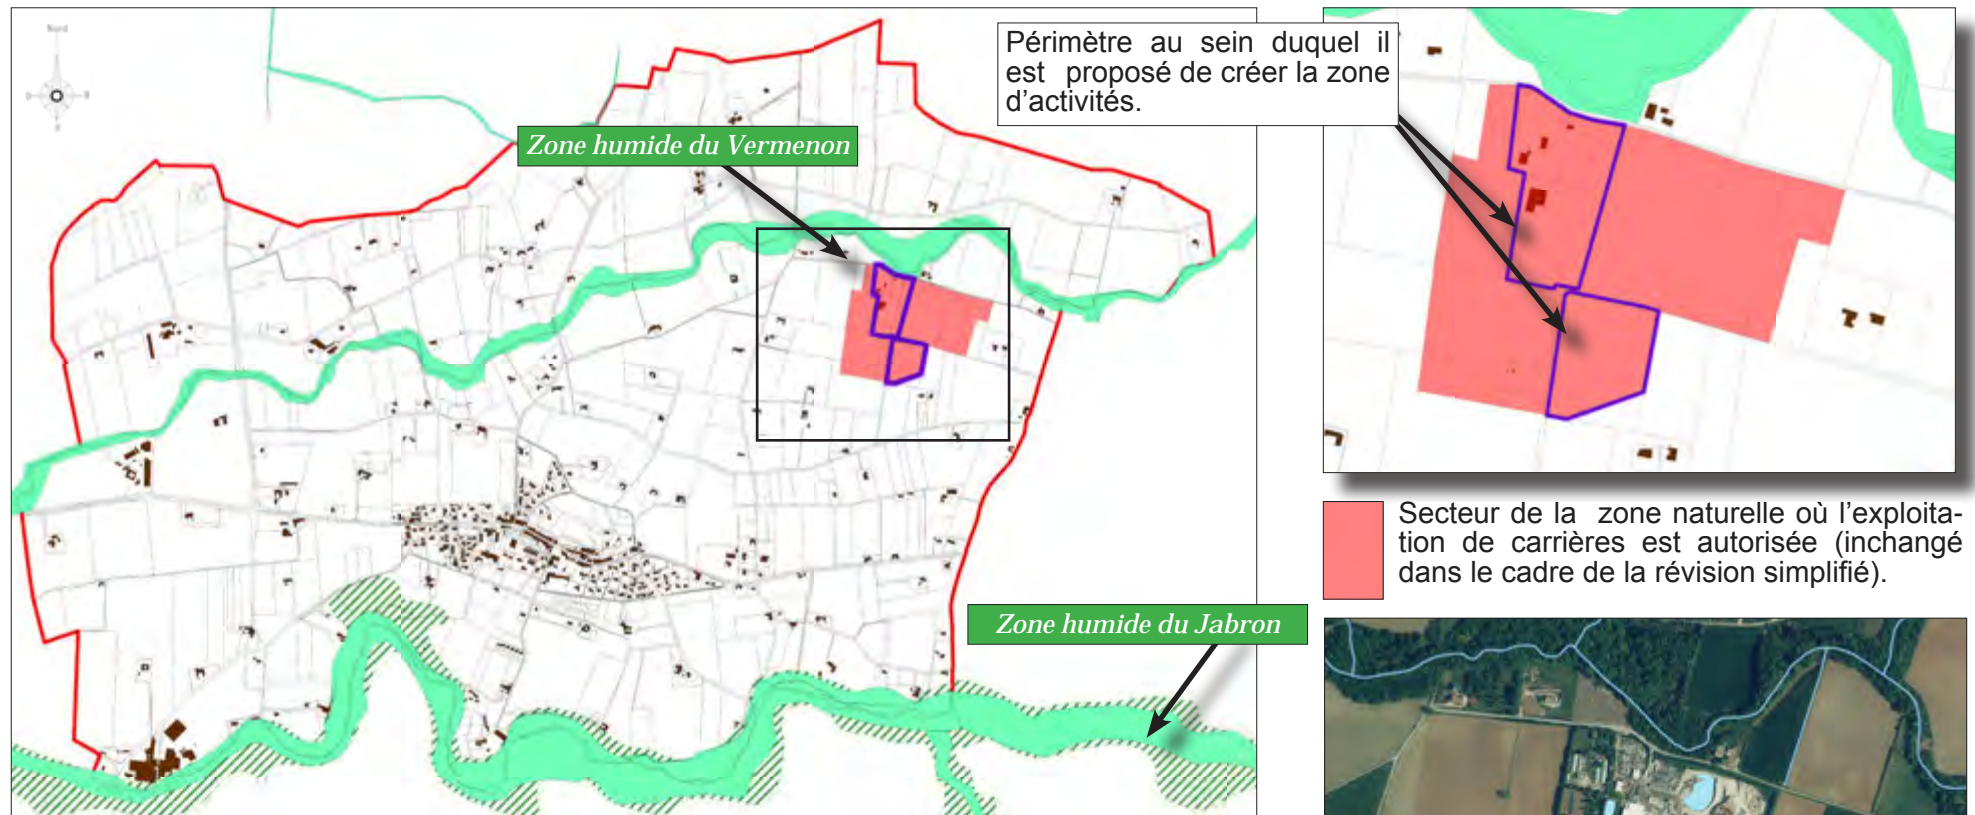 Nord
Périmètre au sein duquel il
est proposé de créer la zone
d'activités.
Zone humide du Vermenon
Secteur de la zone naturelle où l'exploita-
tion de carrières est autorisée (inchangé
dans le cadre de la révision simplifié).
Zone humide du Jabron